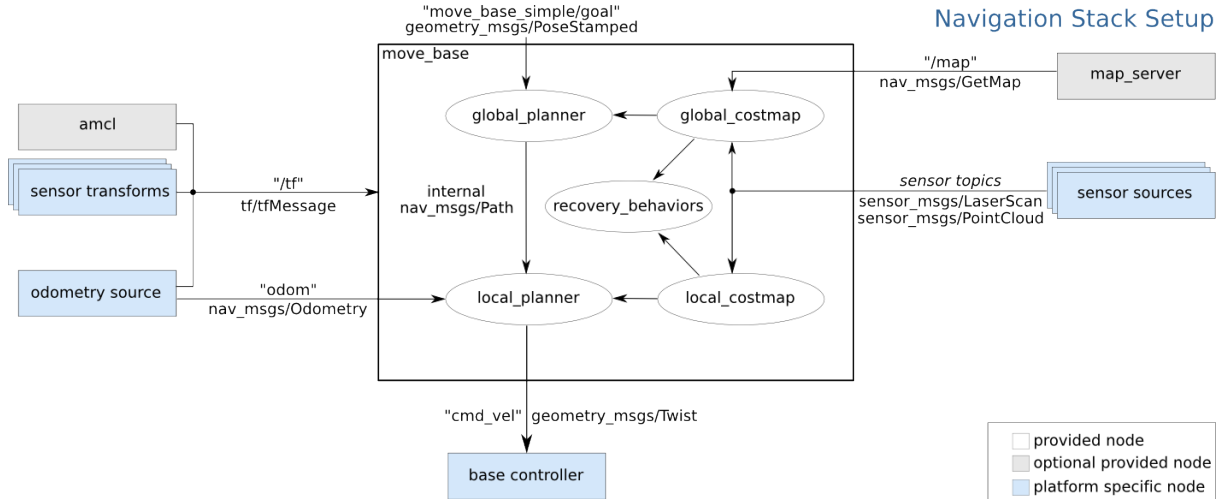 Navigation Stack Setup
"move_base_simple/goal"
geometry_msgs/PoseStamped
move_base
"/map"
nav_msgs/GetMap
map_server
amcl
global_planner
global_costmap
sensor transforms
"/tf"
tf/tfMessage
internal
nav_msgs/Path
recovery_behaviors
sensor topics
sensor_msgs/LaserScan
sensor_msgs/PointCloud
sensor sources
odometry source
"odom"
nav_msgs/Odometry
local_planner
local_costmap
"cmd_vel" geometry_msgs/Twist
base controller
provided node
optional provided node
platform specific node